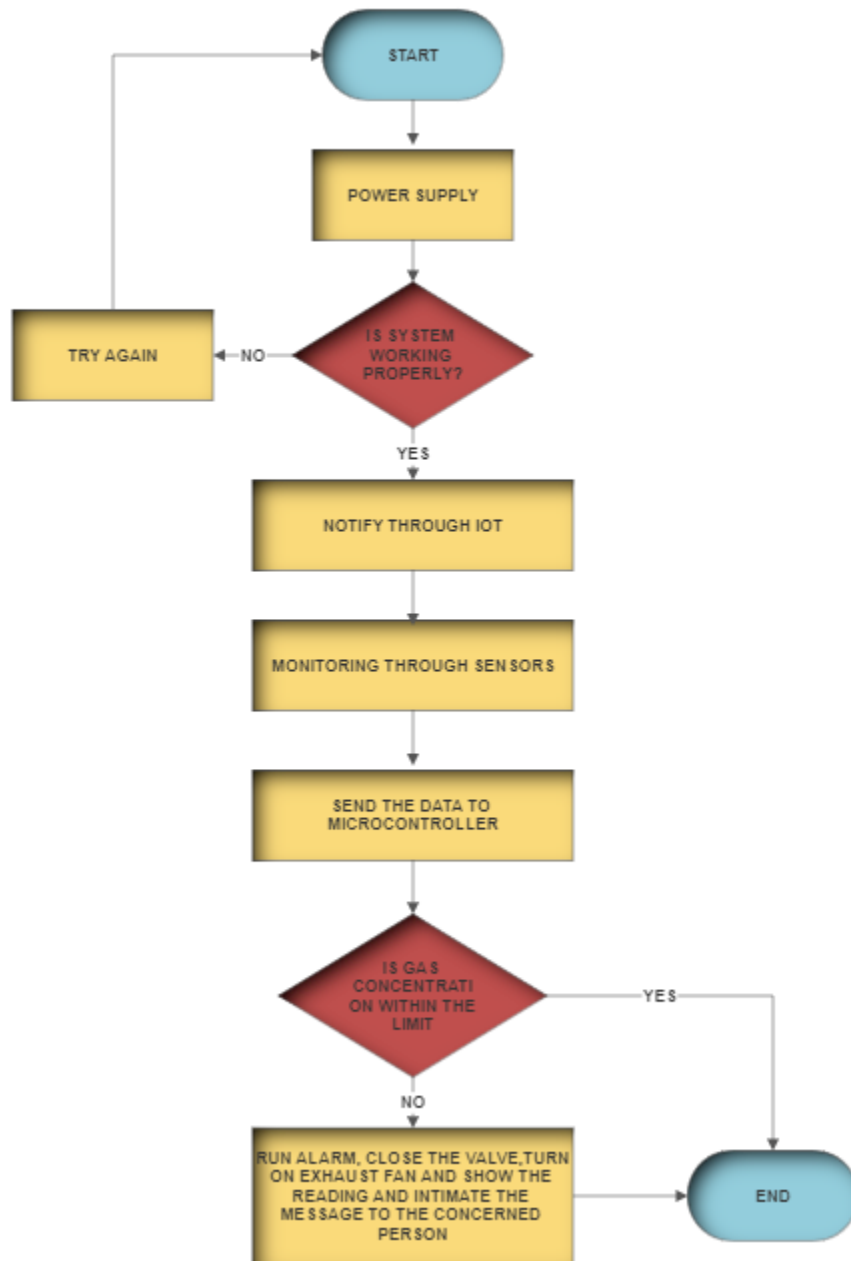 START
POWER SUPPLY
IS SYSTEM
WORKING
PROPERLY?
NO
TRY AGAIN
YES
NOTIFY THROUGH IOT
MONITORING THROUGH SENSORS
SEND THE DATA TO
MICROCONTROLLER
IS GAS
CONCENTRATI
ON WITHIN THE
LIMIT
YES
NO
RUN ALARM, CLOSE THE VALVE,TURN
ON EXHAUST FAN AND SHOW THE
READING AND INTIMATE THE
MESSAGE TO THE CONCERNED
PERSON
END